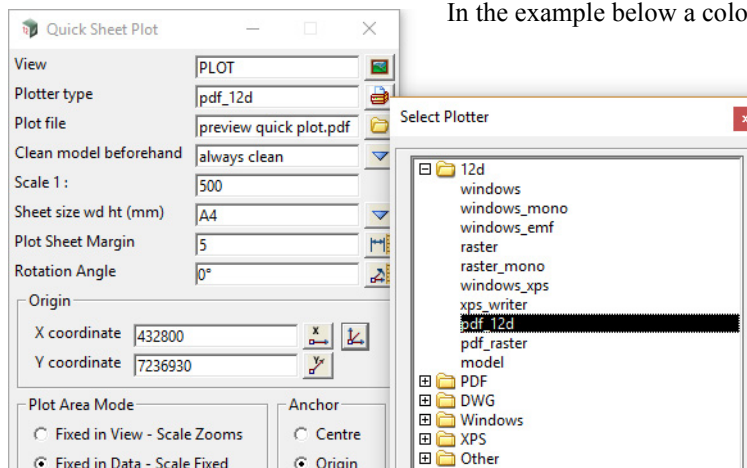 In the example below a colo
Quick Sheet Plot
View PLOT
Plotter type pdf_12d
Plot file preview quick plot.pdf
Clean model beforehand always clean
Scale 1 : 500
Sheet size wd ht (mm) A4
Plot Sheet Margin 5
Rotation Angle 0°
Origin
X coordinate 432800
Y coordinate 7236930
Plot Area Mode
Fixed in View - Scale Zooms
Fixed in Data - Scale Fixed
Anchor
Centre
Origin
Select Plotter
12d
windows
windows_mono
windows_emf
raster
raster_mono
windows_xps
xps_writer
pdf_12d
pdf_raster
model
PDF
DWG
Windows
XPS
Other